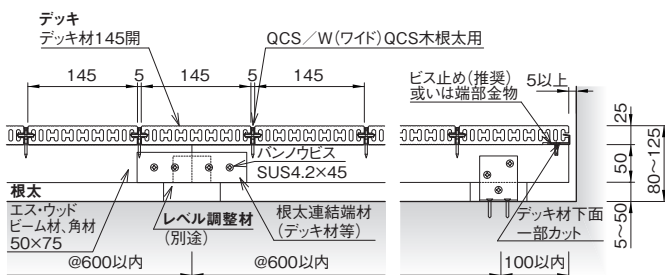 デッキ
デッキ材145開
QCS／W（ワイド）QCS木根太用
145
5
145
5
145
ビス止め（推奨）
或いは端部金物
5以上
25
50
80〜125
5〜50
バンノウビス
SUS4.2×45
根太
エス・ウッド
ビーム材、角材
50×75
レベル調整材
（別途）
根太連結端材
（デッキ材等）
デッキ材下面
一部カット
@600以内
@600以内
100以内